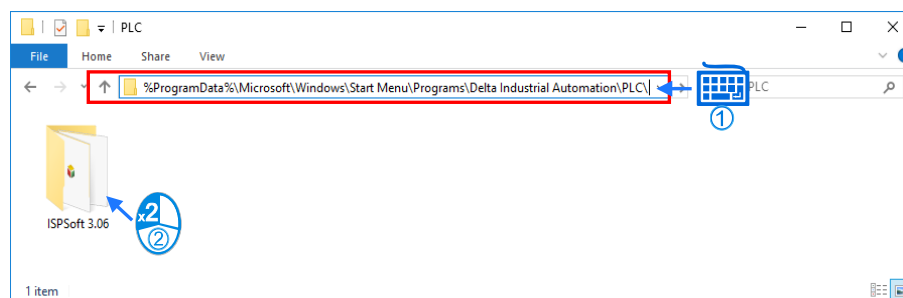 PLC
File Home Share View
%ProgramData%\Microsoft\Windows\Start Menu\Programs\Delta Industrial Automation\PLC\ PLC
①
ISPSoft 3.06
x2
②
1 item